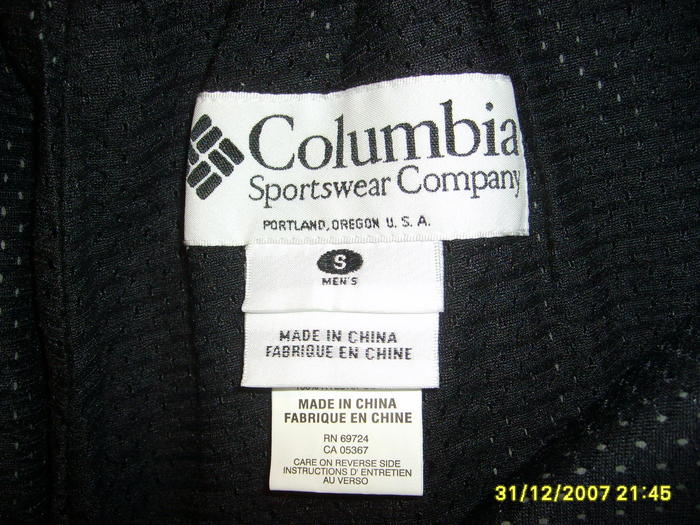 Columbia
Sportswear Company
PORTLAND, OREGON U. S. A.
S
MEN'S
MADE IN CHINA
FABRIQUE EN CHINE
MADE IN CHINA
FABRIQUE EN CHINE
RN 69724
CA 05367
CARE ON REVERSE SIDE
INSTRUCTIONS D'ENTRETIEN
AU VERSO
31/12/2007 21:45